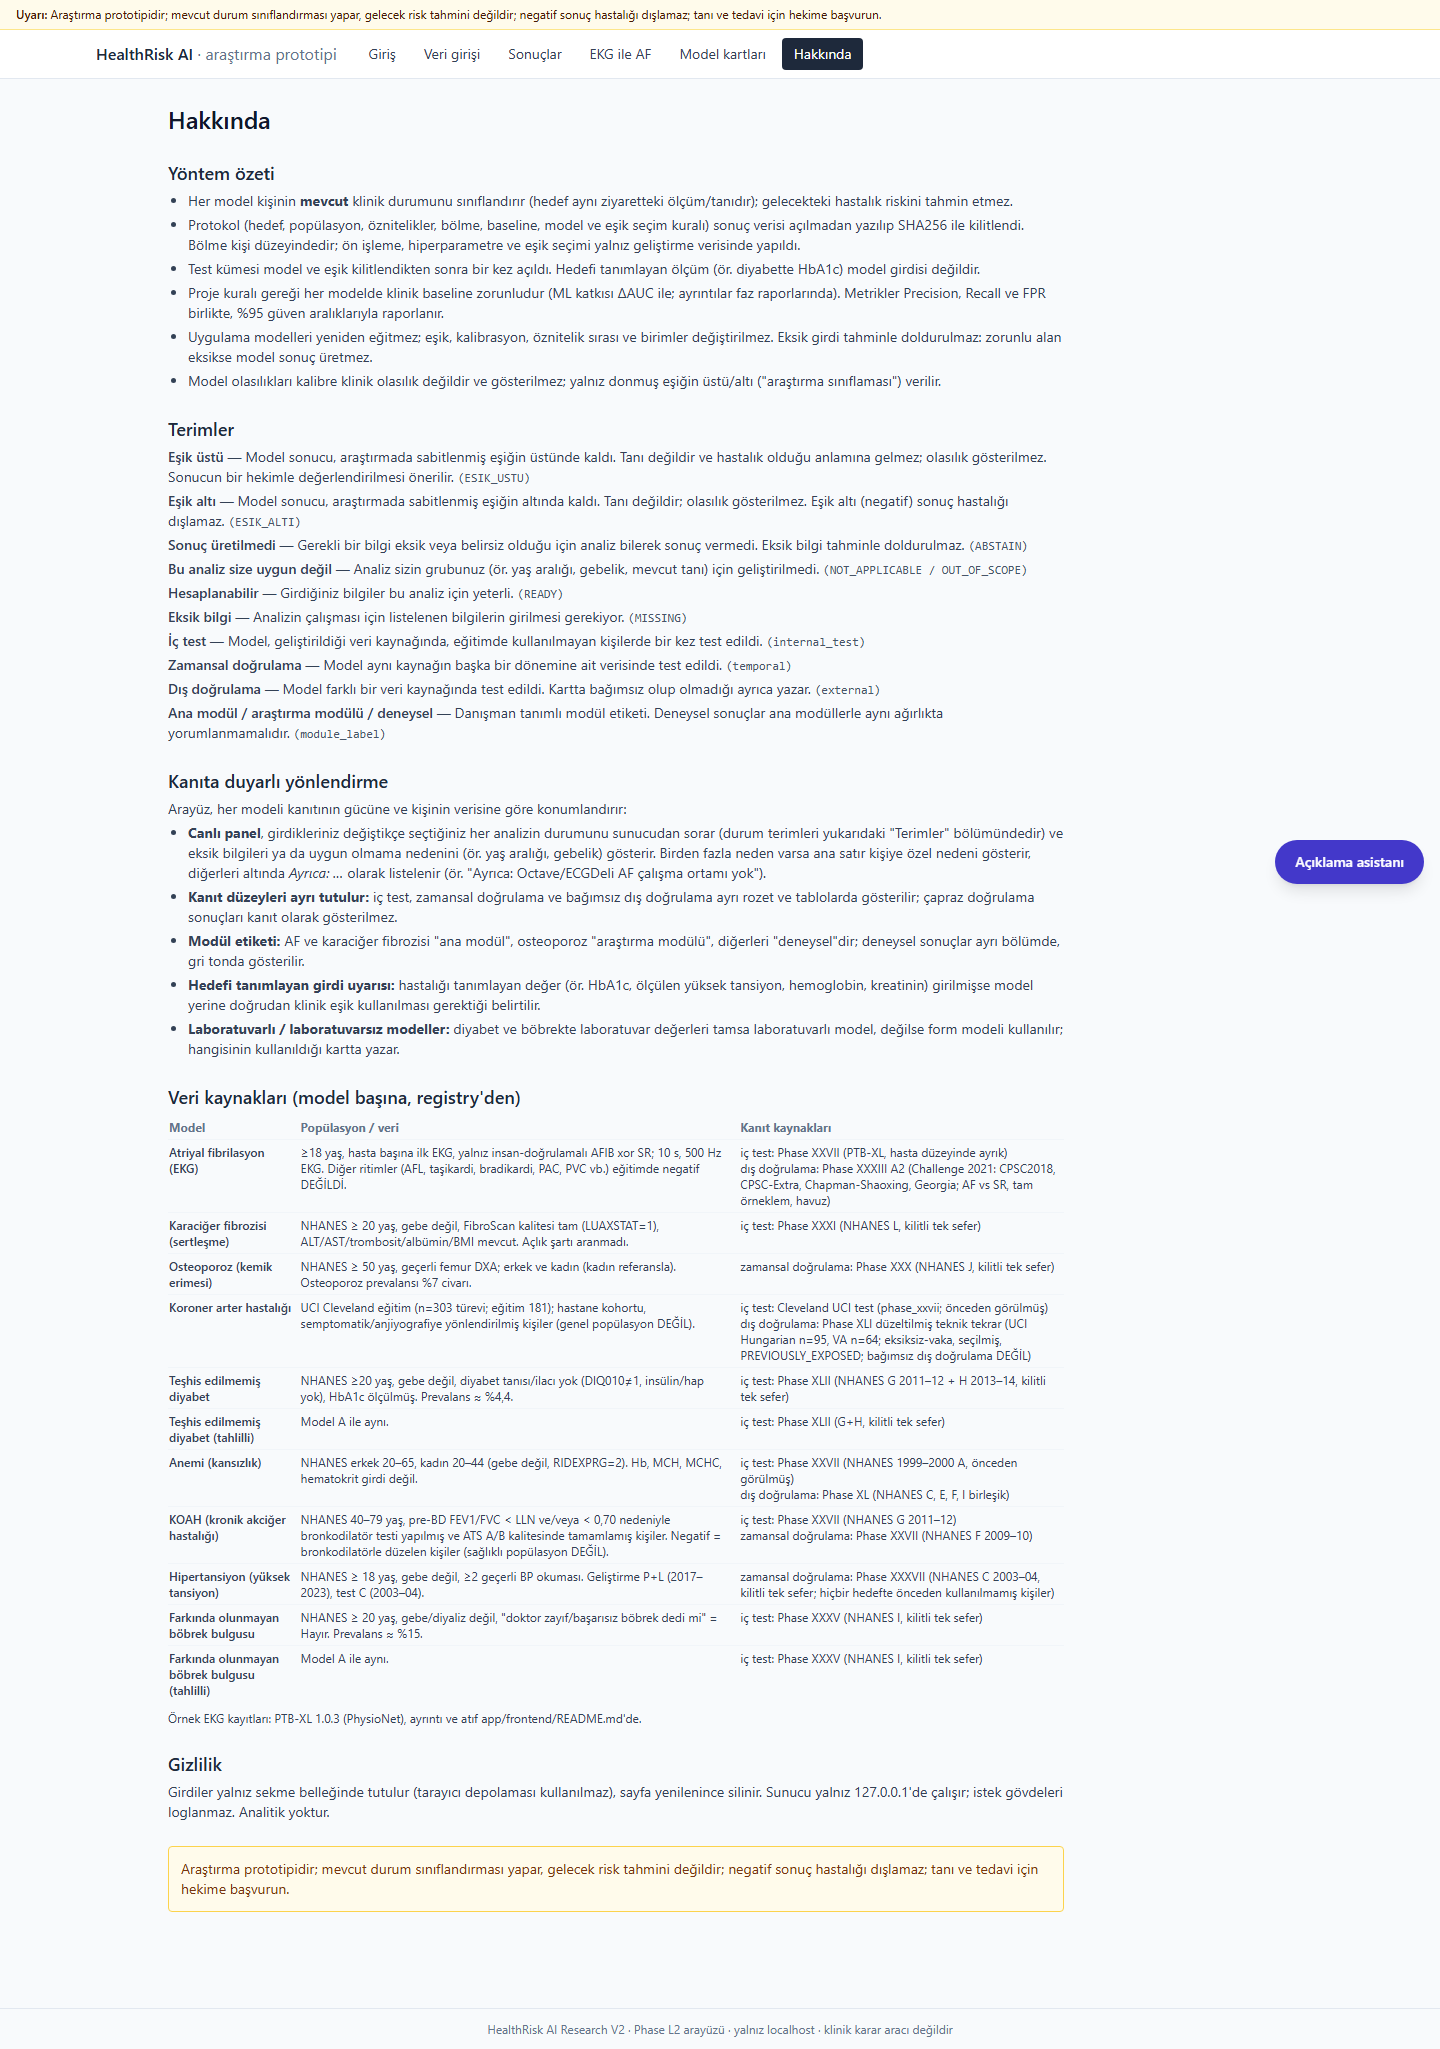 Uyarı: Araştırma prototipidir; mevcut durum sınıflandırması yapar, gelecek risk tahmini değildir; negatif sonuç hastalığı dışlamaz; tanı ve tedavi için hekime başvurun.
HealthRisk AI · araştırma prototipi
Giriş
Veri girişi
Sonuçlar
EKG ile AF
Model kartları
Hakkında
Hakkında
Yöntem özeti
• Her model kişinin mevcut klinik durumunu sınıflandırır (hedef aynı ziyaretteki ölçüm/tanıdır); gelecekteki hastalık riskini tahmin etmez.
• Protokol (hedef, popülasyon, öznitelikler, bölme, baseline, model ve eşik seçim kuralı) sonuç verisi açılmadan yazılıp SHA256 ile kilitlendi.
Bölme kişi düzeyindedir; ön işleme, hiperparametre ve eşik seçimi yalnız geliştirme verisinde yapıldı.
• Test kümesi model ve eşik kilitlendikten sonra bir kez açıldı. Hedefi tanımlayan ölçüm (ör. diyabette HbA1c) model girdisi değildir.
• Proje kuralı gereği her modelde klinik baseline zorunludur (ML katkısı ΔAUC ile; ayrıntılar faz raporlarında). Metrikler Precision, Recall ve FPR
birlikte, %95 güven aralıklarıyla raporlanır.
• Uygulama modelleri yeniden eğitmez; eşik, kalibrasyon, öznitelik sırası ve birimler değiştirilmez. Eksik girdi tahminle doldurulmaz: zorunlu alan
eksikse model sonuç üretmez.
• Model olasılıkları kalibre klinik olasılık değildir ve gösterilmez; yalnız donmuş eşiğin üstü/altı ("araştırma sınıflaması") verilir.
Terimler
Eşik üstü — Model sonucu, araştırmada sabitlenmiş eşiğin üstünde kaldı. Tanı değildir ve hastalık olduğu anlamına gelmez; olasılık gösterilmez.
Sonucun bir hekimle değerlendirilmesi önerilir. (ESIK_USTU)
Eşik altı — Model sonucu, araştırmada sabitlenmiş eşiğin altında kaldı. Tanı değildir; olasılık gösterilmez. Eşik altı (negatif) sonuç hastalığı
dışlamaz. (ESIK_ALTI)
Sonuç üretilmedi — Gerekli bir bilgi eksik veya belirsiz olduğu için analiz bilerek sonuç vermedi. Eksik bilgi tahminle doldurulmaz. (ABSTAIN)
Bu analiz size uygun değil — Analiz sizin grubunuz (ör. yaş aralığı, gebelik, mevcut tanı) için geliştirilmedi. (NOT_APPLICABLE / OUT_OF_SCOPE)
Hesaplanabilir — Girdiğiniz bilgiler bu analiz için yeterli. (READY)
Eksik bilgi — Analizin çalışması için listelenen bilgilerin girilmesi gerekiyor. (MISSING)
İç test — Model, geliştirildiği veri kaynağında, eğitimde kullanılmayan kişilerde bir kez test edildi. (internal_test)
Zamansal doğrulama — Model aynı kaynağın başka bir dönemine ait verisinde test edildi. (temporal)
Dış doğrulama — Model farklı bir veri kaynağında test edildi. Kartta bağımsız olup olmadığı ayrıca yazar. (external)
Ana modül / araştırma modülü / deneysel — Danışman tanımlı modül etiketi. Deneysel sonuçlar ana modüllerle aynı ağırlıkta
yorumlanmamalıdır. (module_label)
Kanıta duyarlı yönlendirme
Arayüz, her modeli kanıtının gücüne ve kişinin verisine göre konumlandırır:
• Canlı panel, girdikleriniz değiştikçe seçtiğiniz her analizin durumunu sunucudan sorar (durum terimleri yukarıdaki "Terimler" bölümündedir) ve
eksik bilgileri ya da uygun olmama nedenini (ör. yaş aralığı, gebelik) gösterir. Birden fazla neden varsa ana satır kişiye özel nedeni gösterir,
diğerleri altında Ayrıca: ... olarak listelenir (ör. "Ayrıca: Octave/ECGDeli AF çalışma ortamı yok").
• Kanıt düzeyleri ayrı tutulur: iç test, zamansal doğrulama ve bağımsız dış doğrulama ayrı rozet ve tablolarda gösterilir; çapraz doğrulama
sonuçları kanıt olarak gösterilmez.
• Modül etiketi: AF ve karaciğer fibrozisi "ana modül", osteoporoz "araştırma modülü", diğerleri "deneysel"dir; deneysel sonuçlar ayrı bölümde,
gri tonda gösterilir.
• Hedefi tanımlayan girdi uyarısı: hastalığı tanımlayan değer (ör. HbA1c, ölçülen yüksek tansiyon, hemoglobin, kreatinin) girilmişse model
yerine doğrudan klinik eşik kullanılması gerektiği belirtilir.
• Laboratuvarlı / laboratuvarsız modeller: diyabet ve böbrekte laboratuvar değerleri tamsa laboratuvarlı model, değilse form modeli kullanılır;
hangisinin kullanıldığı kartta yazar.
Açıklama asistanı
Veri kaynakları (model başına, registry'den)
Model
Popülasyon / veri
Kanıt kaynakları
Atriyal fibrilasyon
(EKG)
≥18 yaş, hasta başına ilk EKG, yalnız insan-doğrulamalı AFIB xor SR; 10 s, 500 Hz
EKG. Diğer ritimler (AFL, taşikardi, bradikardi, PAC, PVC vb.) eğitimde negatif
DEĞİLDİ.
iç test: Phase XXVII (PTB-XL, hasta düzeyinde ayrık)
dış doğrulama: Phase XXXIII A2 (Challenge 2021: CPSC2018,
CPSC-Extra, Chapman-Shaoxing, Georgia; AF vs SR, tam
örneklem, havuz)
Karaciğer fibrozisi
(sertleşme)
NHANES ≥ 20 yaş, gebe değil, FibroScan kalitesi tam (LUAXSTAT=1),
ALT/AST/trombosit/albümin/BMI mevcut. Açlık şartı aranmadı.
iç test: Phase XXXI (NHANES L, kilitli tek sefer)
Osteoporoz (kemik
erimesi)
NHANES ≥ 50 yaş, geçerli femur DXA; erkek ve kadın (kadın referansla).
Osteoporoz prevalansı %7 civarı.
zamansal doğrulama: Phase XXX (NHANES J, kilitli tek sefer)
Koroner arter hastalığı
UCI Cleveland eğitim (n=303 türevi; eğitim 181); hastane kohortu,
semptomatik/anjiyografiye yönlendirilmiş kişiler (genel popülasyon DEĞİL).
iç test: Cleveland UCI test (phase_xxvii; önceden görülmüş)
dış doğrulama: Phase XLI düzeltilmiş teknik tekrar (UCI
Hungarian n=95, VA n=64; eksiksiz-vaka, seçilmiş,
PREVIOUSLY_EXPOSED; bağımsız dış doğrulama DEĞİL)
Teşhis edilmemiş
diyabet
NHANES ≥20 yaş, gebe değil, diyabet tanısı/ilacı yok (DIQ010≠1, insülin/hap
yok), HbA1c ölçülmüş. Prevalans ≈ %4,4.
iç test: Phase XLII (NHANES G 2011–12 + H 2013–14, kilitli
tek sefer)
Teşhis edilmemiş
diyabet (tahlilli)
Model A ile aynı.
iç test: Phase XLII (G+H, kilitli tek sefer)
Anemi (kansızlık)
NHANES erkek 20–65, kadın 20–44 (gebe değil, RIDEXPRG=2). Hb, MCH, MCHC,
hematokrit girdi değil.
iç test: Phase XXVII (NHANES 1999–2000 A, önceden
görülmüş)
dış doğrulama: Phase XL (NHANES C, E, F, I birleşik)
KOAH (kronik akciğer
hastalığı)
NHANES 40–79 yaş, pre-BD FEV1/FVC < LLN ve/veya < 0,70 nedeniyle
bronkodilatör testi yapılmış ve ATS A/B kalitesinde tamamlamış kişiler. Negatif =
bronkodilatörle düzelen kişiler (sağlıklı popülasyon DEĞİL).
iç test: Phase XXVII (NHANES G 2011–12)
zamansal doğrulama: Phase XXVII (NHANES F 2009–10)
Hipertansiyon (yüksek
tansiyon)
NHANES ≥ 18 yaş, gebe değil, ≥2 geçerli BP okuması. Geliştirme P+L (2017–
2023), test C (2003–04).
zamansal doğrulama: Phase XXXVII (NHANES C 2003–04,
kilitli tek sefer; hiçbir hedefte önceden kullanılmamış kişiler)
Farkında olunmayan
böbrek bulgusu
NHANES ≥ 20 yaş, gebe/diyaliz değil, "doktor zayıf/başarısız böbrek dedi mi" =
Hayır. Prevalans ≈ %15.
iç test: Phase XXXV (NHANES I, kilitli tek sefer)
Farkında olunmayan
böbrek bulgusu
(tahlilli)
Model A ile aynı.
iç test: Phase XXXV (NHANES I, kilitli tek sefer)
Örnek EKG kayıtları: PTB-XL 1.0.3 (PhysioNet), ayrıntı ve atıf app/frontend/README.md'de.
Gizlilik
Girdiler yalnız sekme belleğinde tutulur (tarayıcı depolaması kullanılmaz), sayfa yenilenince silinir. Sunucu yalnız 127.0.0.1'de çalışır; istek gövdeleri
loglanmaz. Analitik yoktur.
Araştırma prototipidir; mevcut durum sınıflandırması yapar, gelecek risk tahmini değildir; negatif sonuç hastalığı dışlamaz; tanı ve tedavi için
hekime başvurun.
HealthRisk AI Research V2 · Phase L2 arayüzü · yalnız localhost · klinik karar aracı değildir